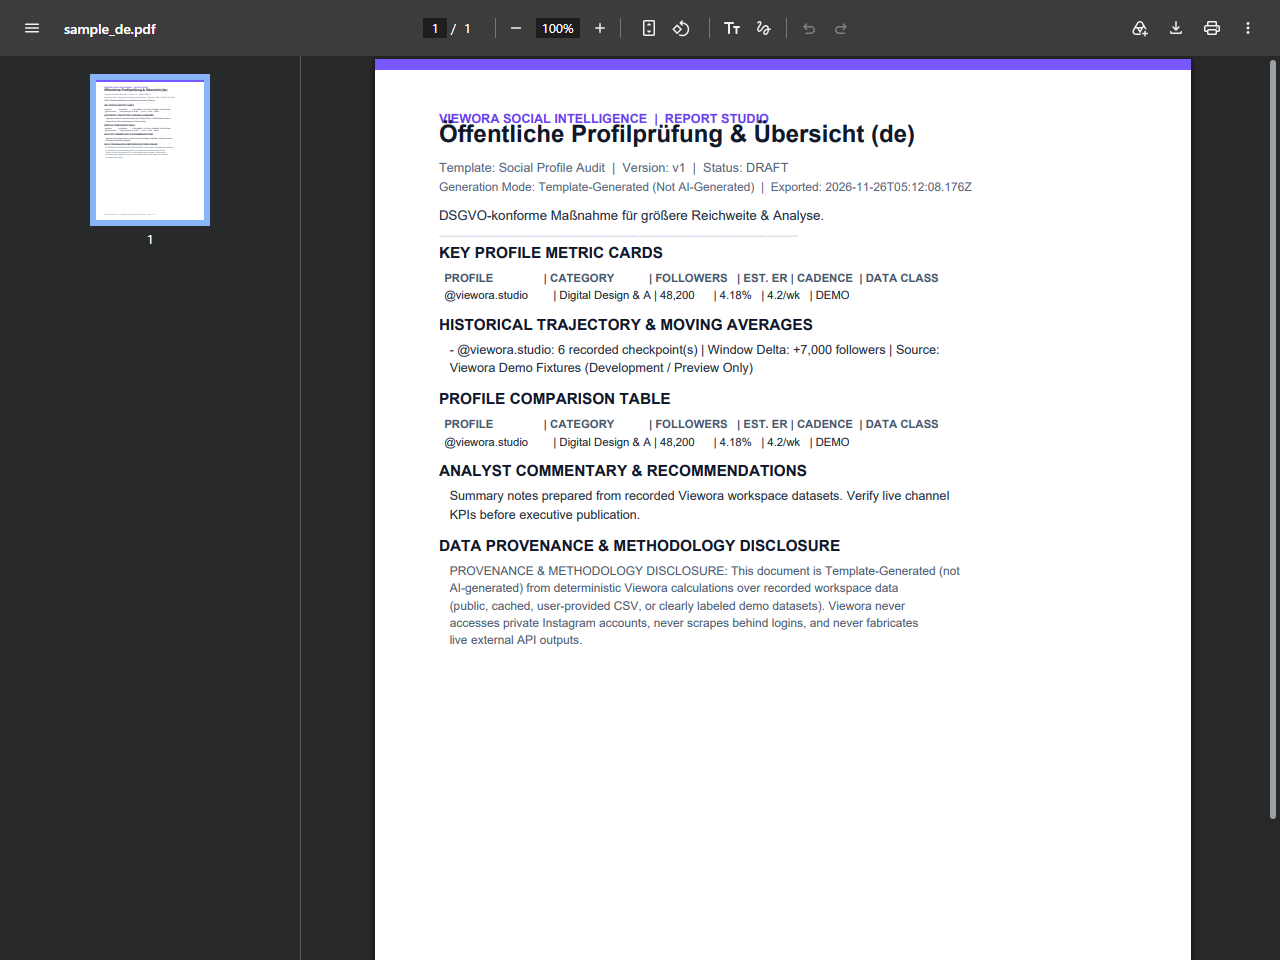 sample_de.pdf
1 / 1
100%
1
VIEWORA SOCIAL INTELLIGENCE | REPORT STUDIO
Öffentliche Profilprüfung & Übersicht (de)
Template: Social Profile Audit | Version: v1 | Status: DRAFT
Generation Mode: Template-Generated (Not AI-Generated) | Exported: 2026-11-26T05:12:08.176Z
DSGVO-konforme Maßnahme für größere Reichweite & Analyse.
KEY PROFILE METRIC CARDS
PROFILE | CATEGORY | FOLLOWERS | EST. ER | CADENCE | DATA CLASS
@viewora.studio | Digital Design & A | 48,200 | 4.18% | 4.2/wk | DEMO
HISTORICAL TRAJECTORY & MOVING AVERAGES
- @viewora.studio: 6 recorded checkpoint(s) | Window Delta: +7,000 followers | Source:
Viewora Demo Fixtures (Development / Preview Only)
PROFILE COMPARISON TABLE
PROFILE | CATEGORY | FOLLOWERS | EST. ER | CADENCE | DATA CLASS
@viewora.studio | Digital Design & A | 48,200 | 4.18% | 4.2/wk | DEMO
ANALYST COMMENTARY & RECOMMENDATIONS
Summary notes prepared from recorded Viewora workspace datasets. Verify live channel
KPIs before executive publication.
DATA PROVENANCE & METHODOLOGY DISCLOSURE
PROVENANCE & METHODOLOGY DISCLOSURE: This document is Template-Generated (not
AI-generated) from deterministic Viewora calculations over recorded workspace data
(public, cached, user-provided CSV, or clearly labeled demo datasets). Viewora never
accesses private Instagram accounts, never scrapes behind logins, and never fabricates
live external API outputs.